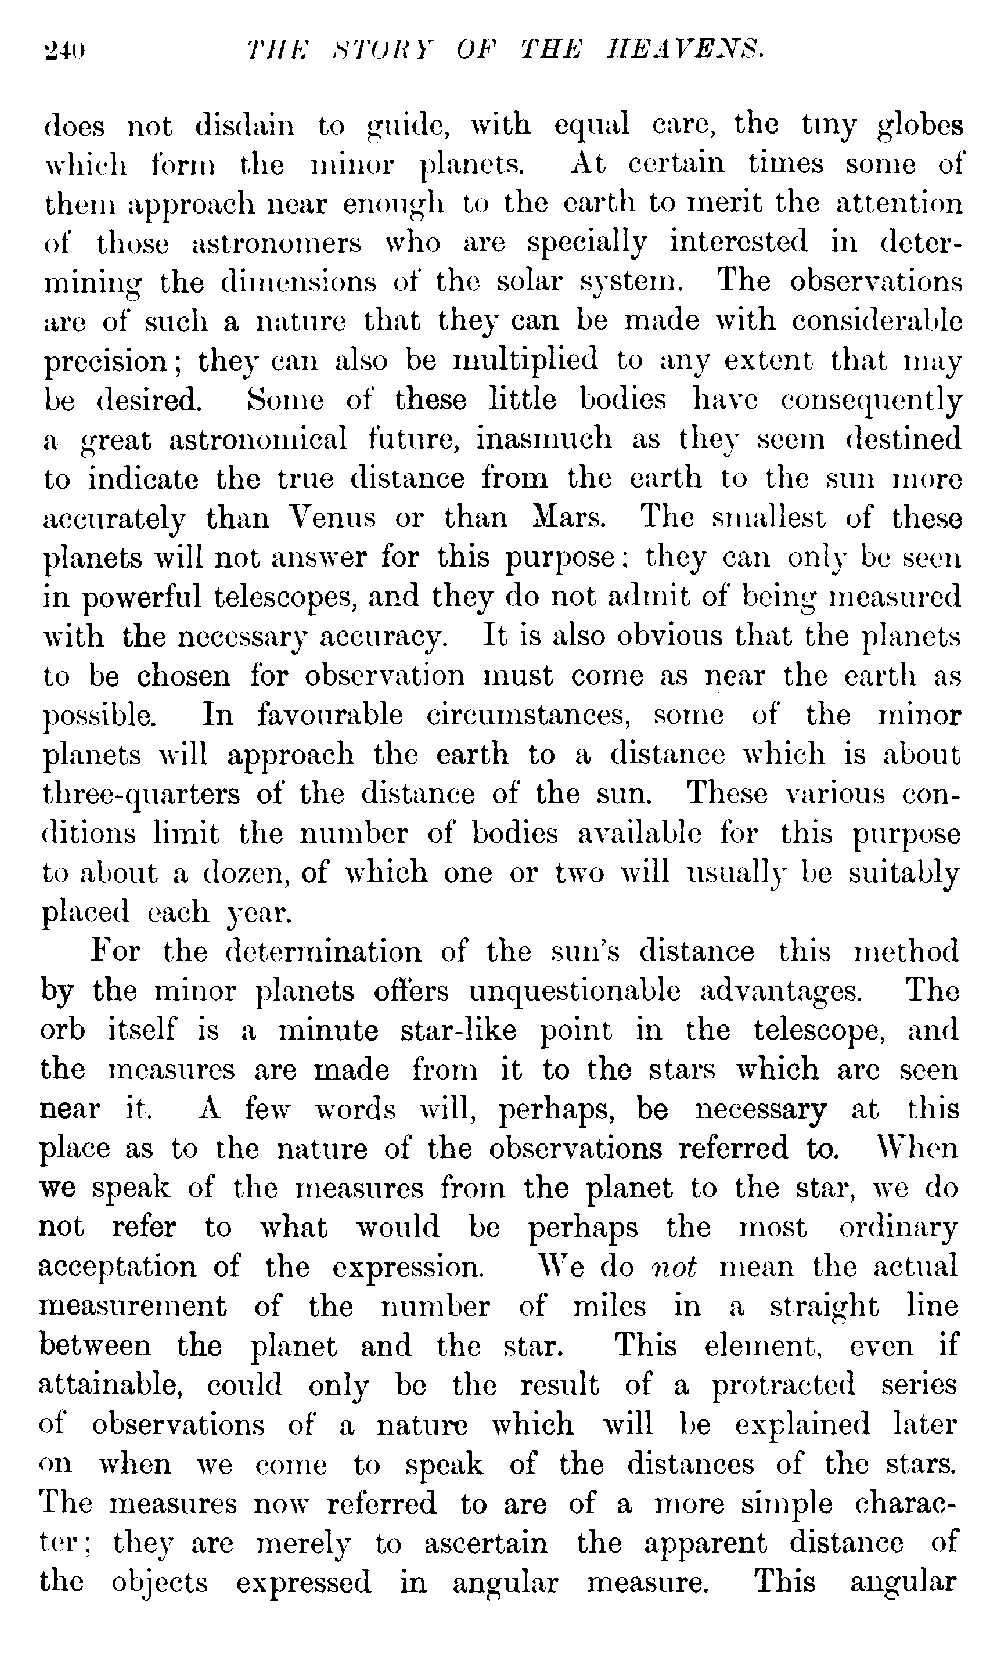 240 THE STORY OF THE HEAVENS.
does not disdain to guide, with equal care, the tiny globes
which form the minor planets. At certain times some of
them approach near enough to the earth to merit the attention
of those astronomers who are specially interested in deter-
mining the dimensions of the solar system. The observations
are of such a nature that they can be made with considerable
precision; they can also be multiplied to any extent that may
be desired. Some of these little bodies have consequently
a great astronomical future, inasmuch as they seem destined
to indicate the true distance from the earth to the sun more
accurately than Venus or than Mars. The smallest of these
planets will not answer for this purpose; they can only be seen
in powerful telescopes, and they do not admit of being measured
with the necessary accuracy. It is also obvious that the planets
to be chosen for observation must come as near the earth as
possible. In favourable circumstances, some of the minor
planets will approach the earth to a distance which is about
three-quarters of the distance of the sun. These various con-
ditions limit the number of bodies available for this purpose
to about a dozen, of which one or two will usually be suitably
placed each year.
For the determination of the sun's distance this method
by the minor planets offers unquestionable advantages. The
orb itself is a minute star-like point in the telescope, and
the measures are made from it to the stars which are seen
near it. A few words will, perhaps, be necessary at this
place as to the nature of the observations referred to. When
we speak of the measures from the planet to the star, we do
not refer to what would be perhaps the most ordinary
acceptation of the expression. We do not mean the actual
measurement of the number of miles in a straight line
between the planet and the star. This element, even if
attainable, could only be the result of a protracted series
of observations of a nature which will be explained later
on when we come to speak of the distances of the stars.
The measures now referred to are of a more simple charac-
ter; they are merely to ascertain the apparent distance of
the objects expressed in angular measure. This angular